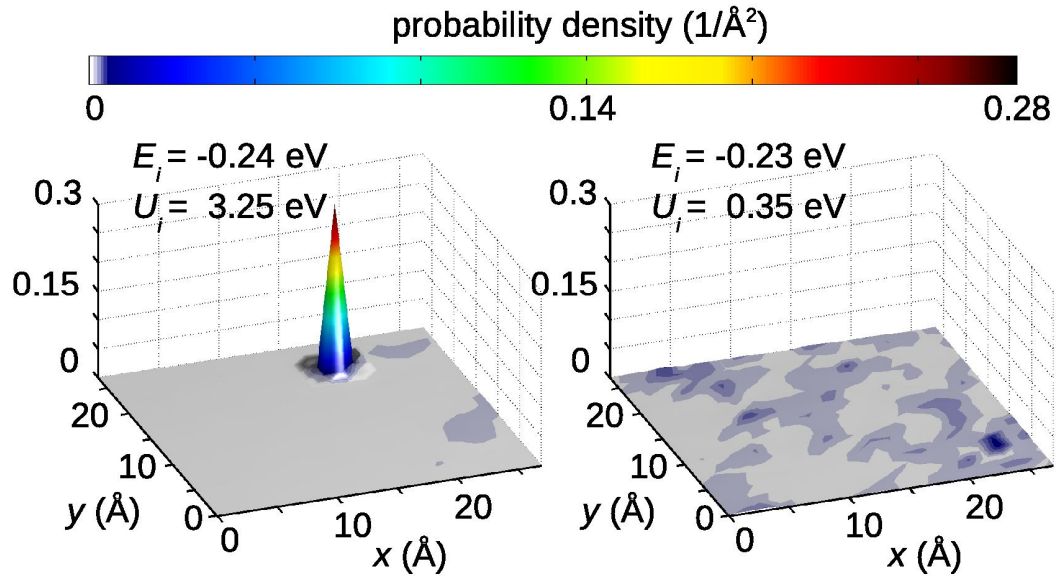 probability density (1/Å²)
0 0.14 0.28
E_i = -0.24 eV
U_i = 3.25 eV
0.3
0.15
0
20
10
0
y (Å)
0
10
20
x (Å)
E_i = -0.23 eV
U_i = 0.35 eV
0.3
0.15
0
20
10
0
y (Å)
0
10
20
x (Å)